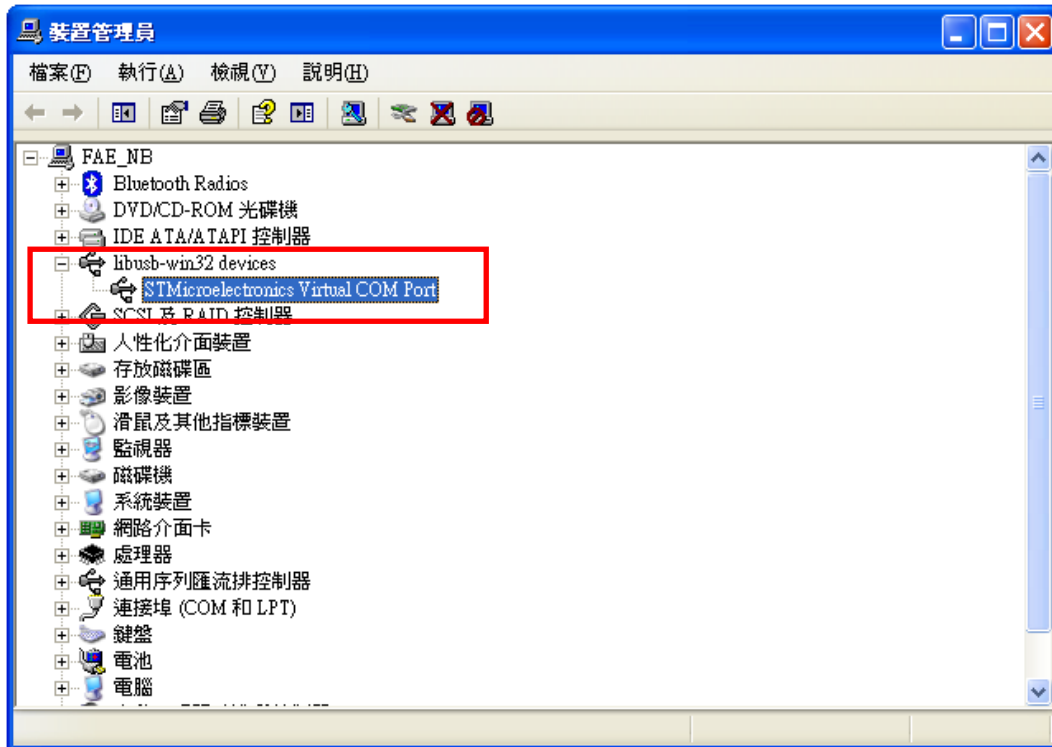 裝置管理員
檔案(F) 執行(A) 檢視(V) 說明(H)
FAE_NB
Bluetooth Radios
DVD/CD-ROM 光碟機
IDE ATA/ATAPI 控制器
libusb-win32 devices
STMicroelectronics Virtual COM Port
SCSI 及 RAID 控制器
人性化介面裝置
存放磁碟區
影像裝置
滑鼠及其他指標裝置
監視器
磁碟機
系統裝置
網路介面卡
處理器
通用序列匯流排控制器
連接埠 (COM 和 LPT)
鍵盤
電池
電腦